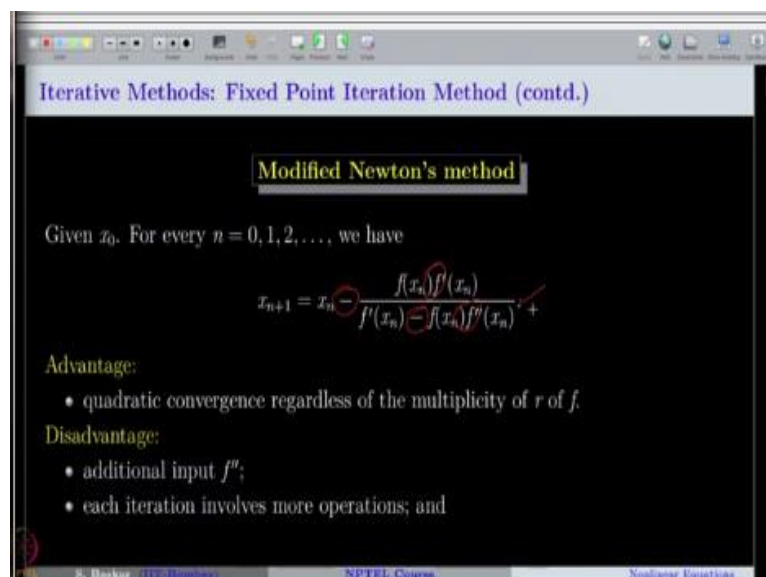 Iterative Methods: Fixed Point Iteration Method (contd.)
Modified Newton's method
Given x₀. For every n = 0, 1, 2, . . . , we have
xₙ₊₁ = xₙ − f(xₙ)f′(xₙ) / f′(xₙ) − f(xₙ)f″(xₙ) . +
Advantage:
• quadratic convergence regardless of the multiplicity of r of f.
Disadvantage:
• additional input f″;
• each iteration involves more operations; and
NPTEL Course
Nonlinear Equations